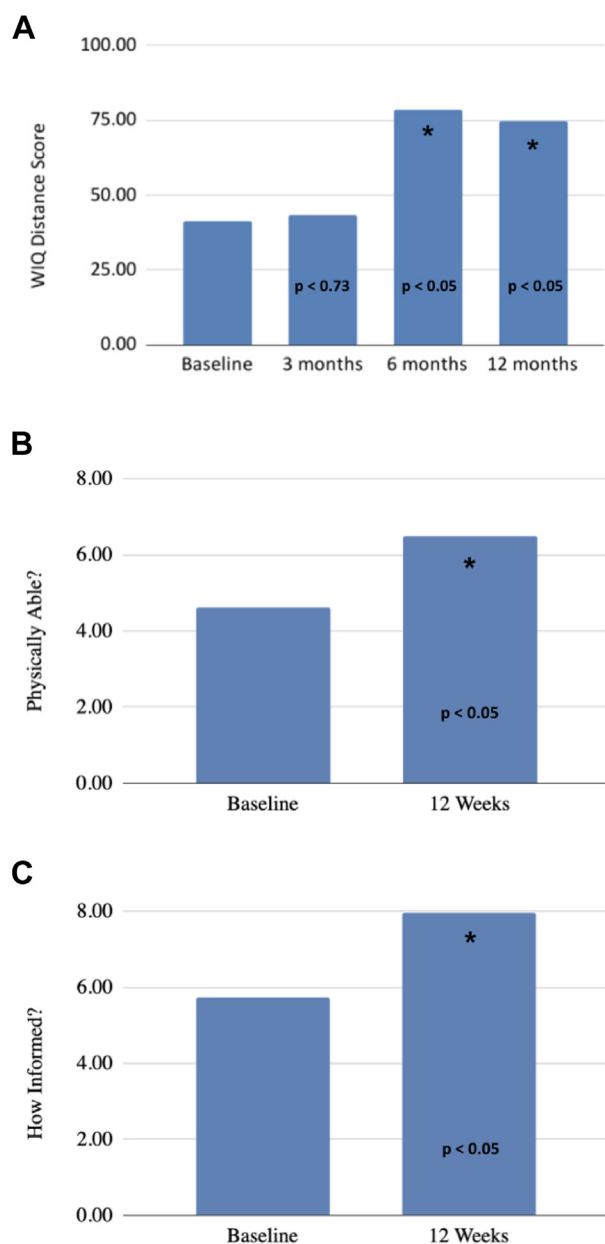 A
WIQ Distance Score
100.00
75.00
50.00
25.00
0.00
*
*
p < 0.73
p < 0.05
p < 0.05
Baseline
3 months
6 months
12 months
B
Physically Able?
8.00
6.00
4.00
2.00
0.00
*
p < 0.05
Baseline
12 Weeks
C
How Informed?
8.00
6.00
4.00
2.00
0.00
*
p < 0.05
Baseline
12 Weeks